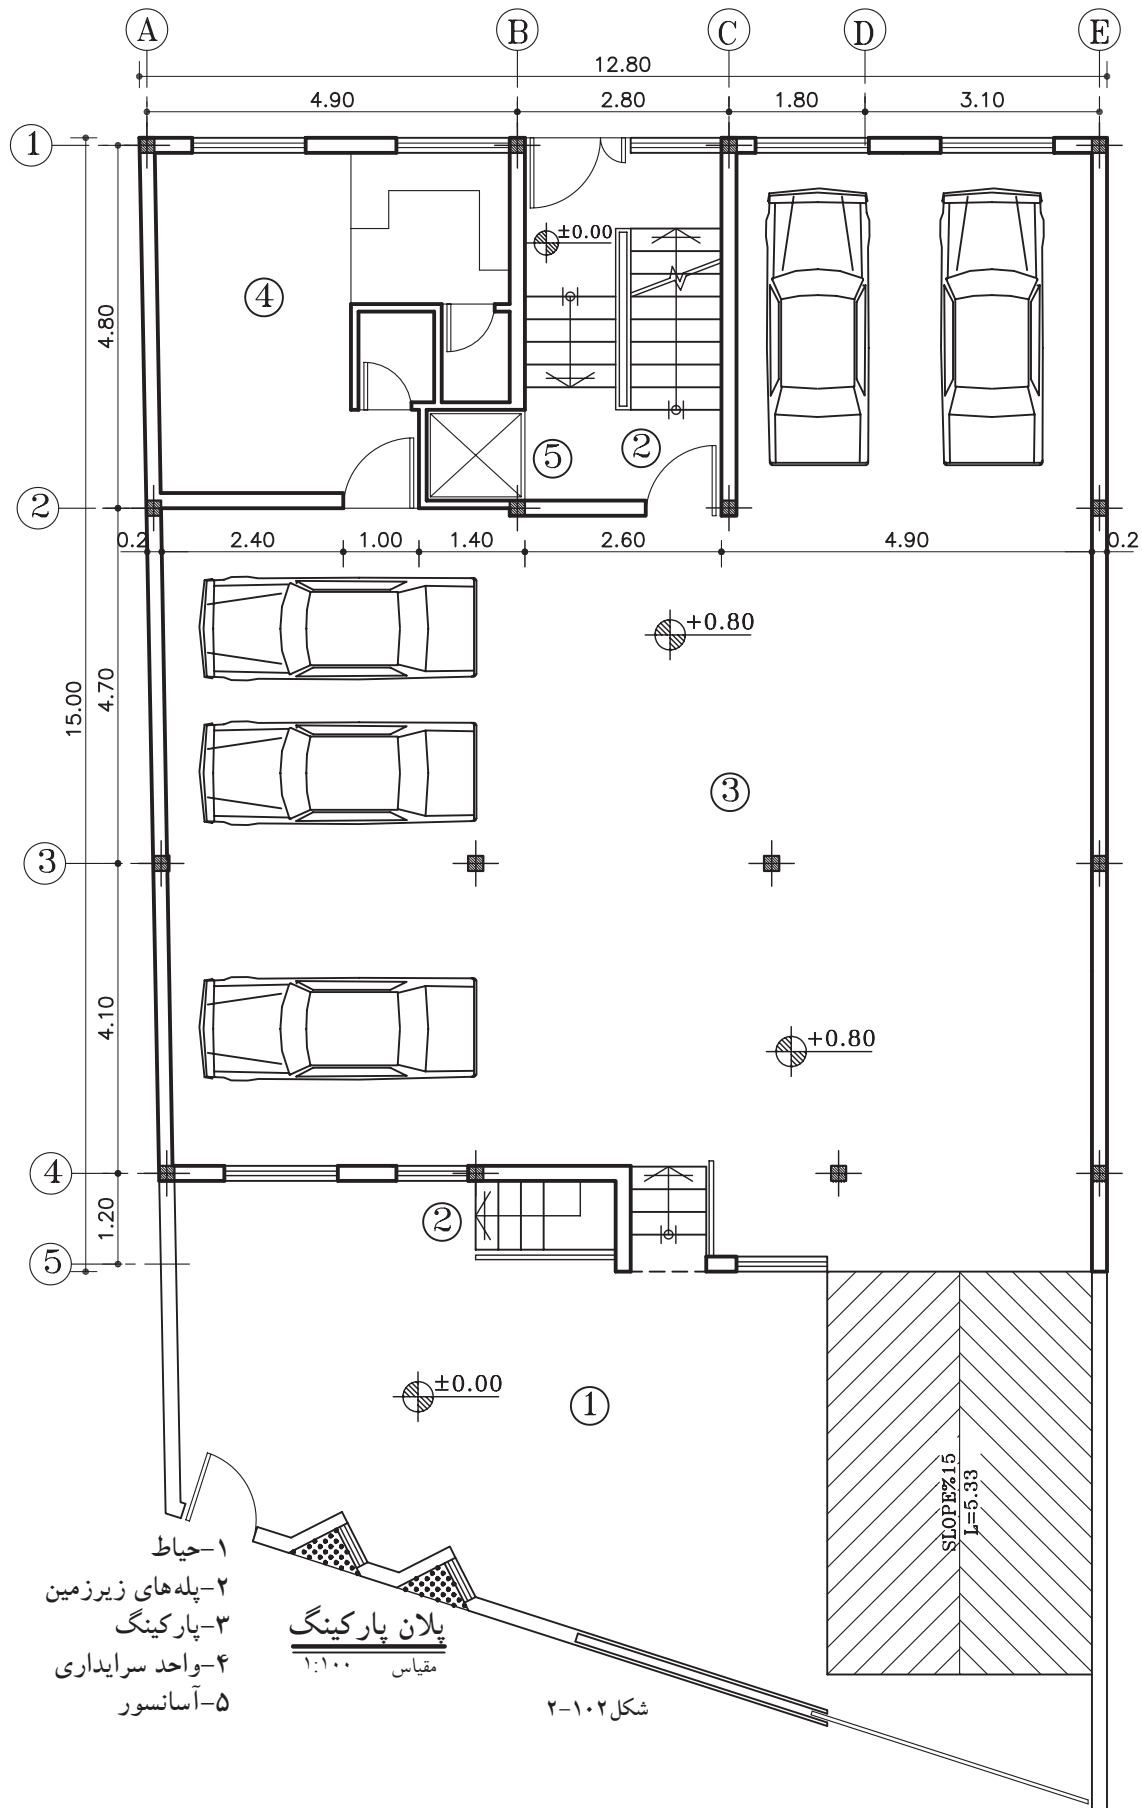 A B C D E
12.80
4.90 2.80 1.80 3.10
1
±0.00
4
4.80
5 2
2
0.2 2.40 1.00 1.40 2.60 4.90 0.2
+0.80
4.70
15.00
3
3
4.10
+0.80
4
1.20
2
5
±0.00
1
SLOPE%15
L=5.33
۱-حیاط
۲-پله‌های زیرزمین
۳-پارکینگ
۴-واحد سرایداری
۵-آسانسور
پلان پارکینگ
مقیاس ۱:۱۰۰
شکل ۱۰۲-۲